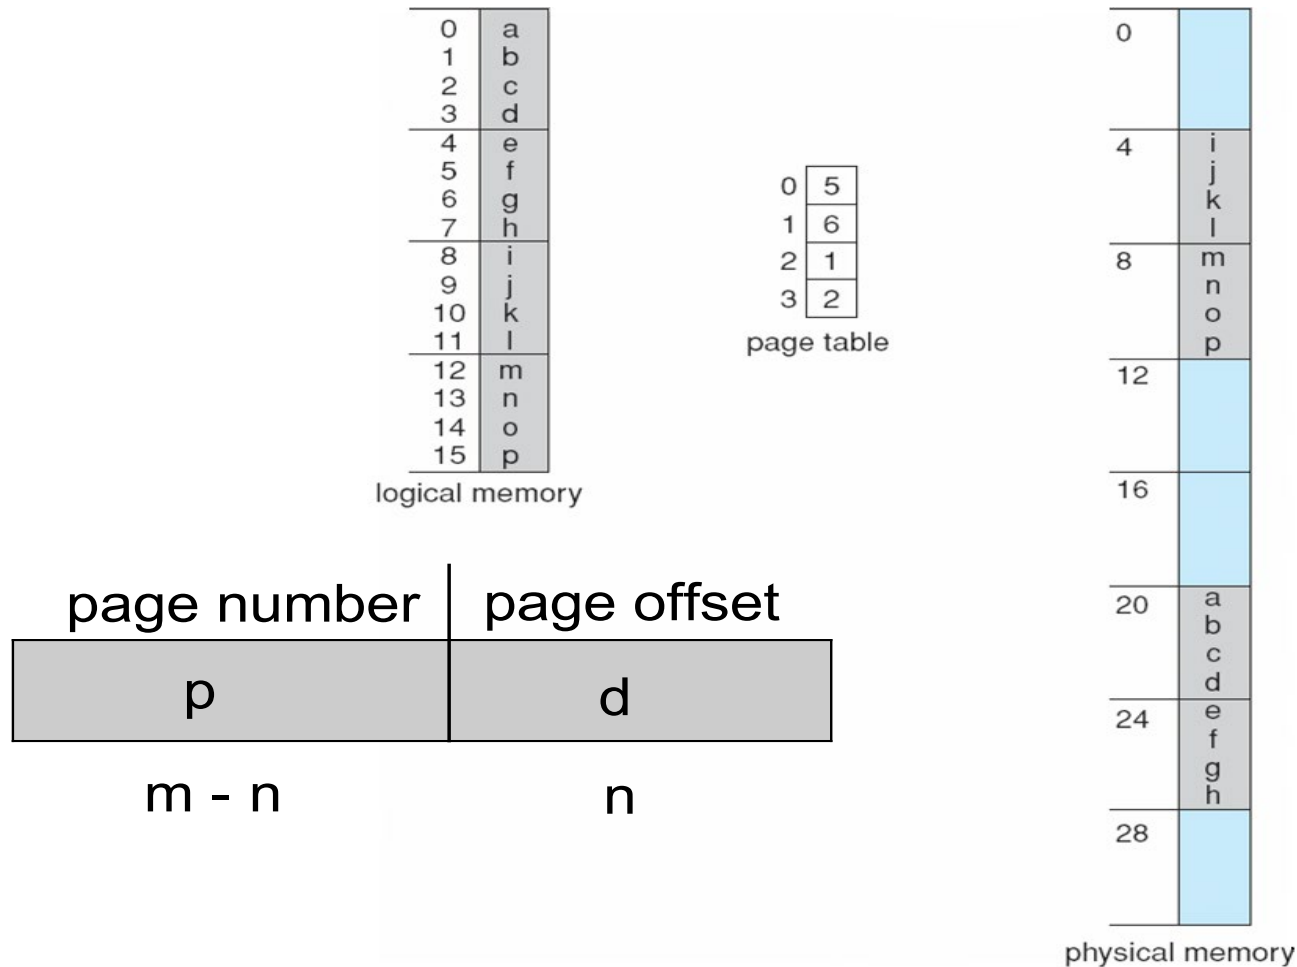 0 a
1 b
2 c
3 d
4 e
5 f
6 g
7 h
8 i
9 j
10 k
11 l
12 m
13 n
14 o
15 p
logical memory
0 5
1 6
2 1
3 2
page table
0
4 i
j
k
l
8 m
n
o
p
12
16
20 a
b
c
d
24 e
f
g
h
28
physical memory
page number page offset
p d
m - n n